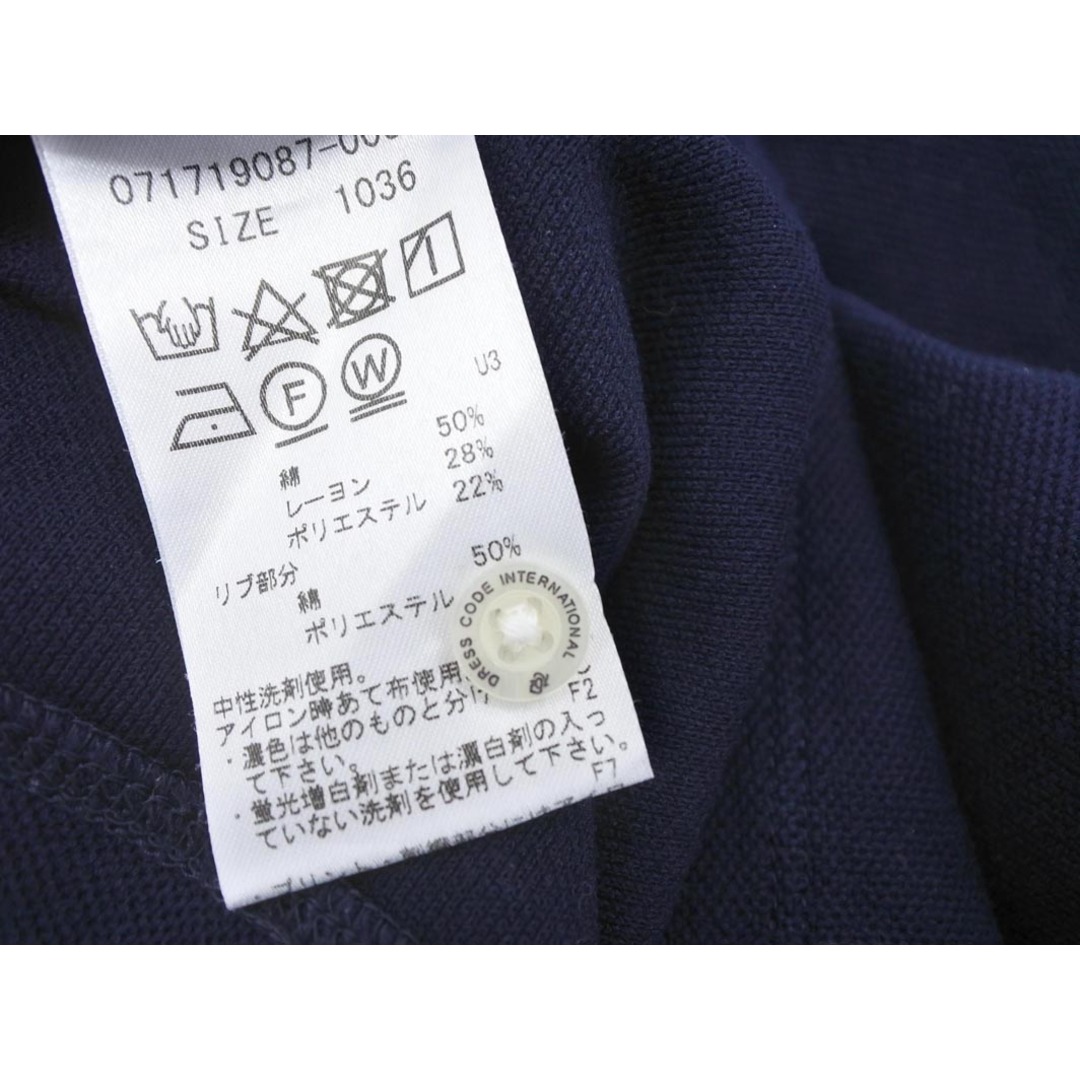 071719087-00
SIZE 1036
U3
綿 50%
レーヨン 28%
ポリエステル 22%
リブ部分
綿 50%
ポリエステル
DRESS CODE INTERNATIONAL
中性洗剤使用。
アイロン時あて布使用
F2
・濃色は他のものと分け
て下さい。
・蛍光増白剤または漂白剤の入っ
ていない洗剤を使用して下さい。
F7
F
W